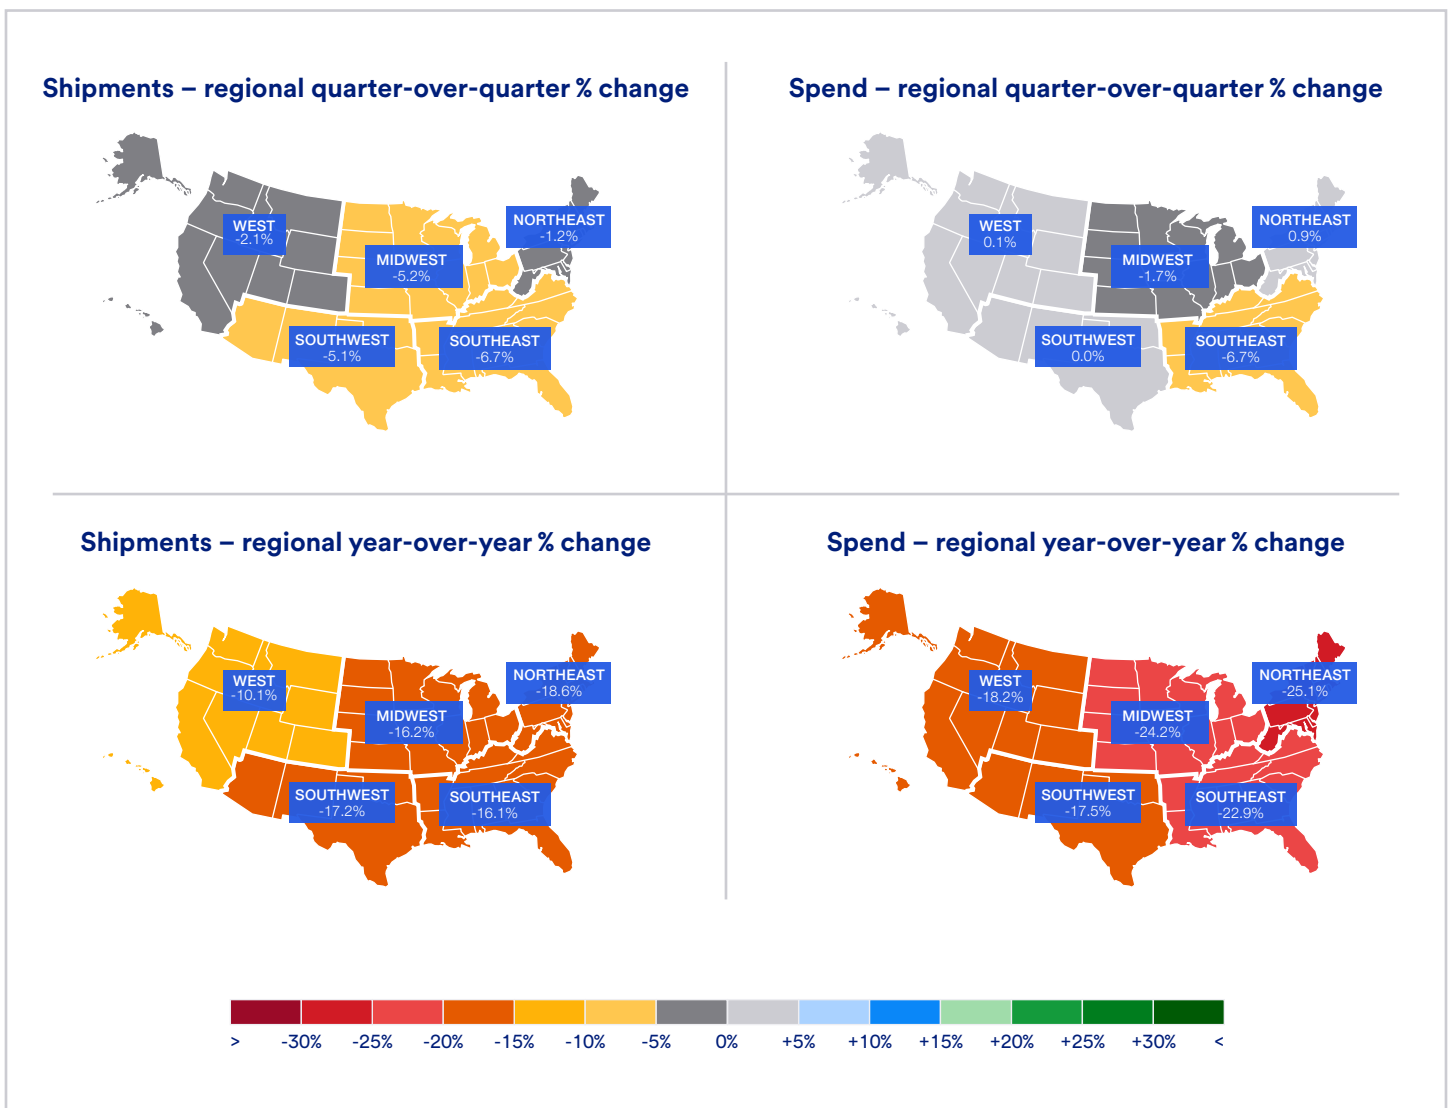 Shipments – regional quarter-over-quarter % change
WEST
-2.1%
NORTHEAST
-1.2%
MIDWEST
-5.2%
SOUTHWEST
-5.1%
SOUTHEAST
-6.7%
Spend – regional quarter-over-quarter % change
WEST
0.1%
NORTHEAST
0.9%
MIDWEST
-1.7%
SOUTHWEST
0.0%
SOUTHEAST
-6.7%
Shipments – regional year-over-year % change
WEST
-10.1%
NORTHEAST
-18.6%
MIDWEST
-16.2%
SOUTHWEST
-17.2%
SOUTHEAST
-16.1%
Spend – regional year-over-year % change
WEST
-18.2%
NORTHEAST
-25.1%
MIDWEST
-24.2%
SOUTHWEST
-17.5%
SOUTHEAST
-22.9%
> -30% -25% -20% -15% -10% -5% 0% +5% +10% +15% +20% +25% +30% <